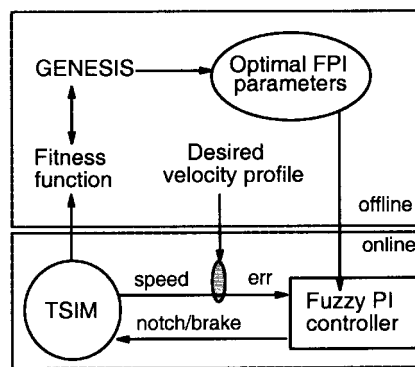 GENESIS
Optimal FPI
parameters
Fitness
function
Desired
velocity profile
offline
online
TSIM
speed
err
notch/brake
Fuzzy PI
controller